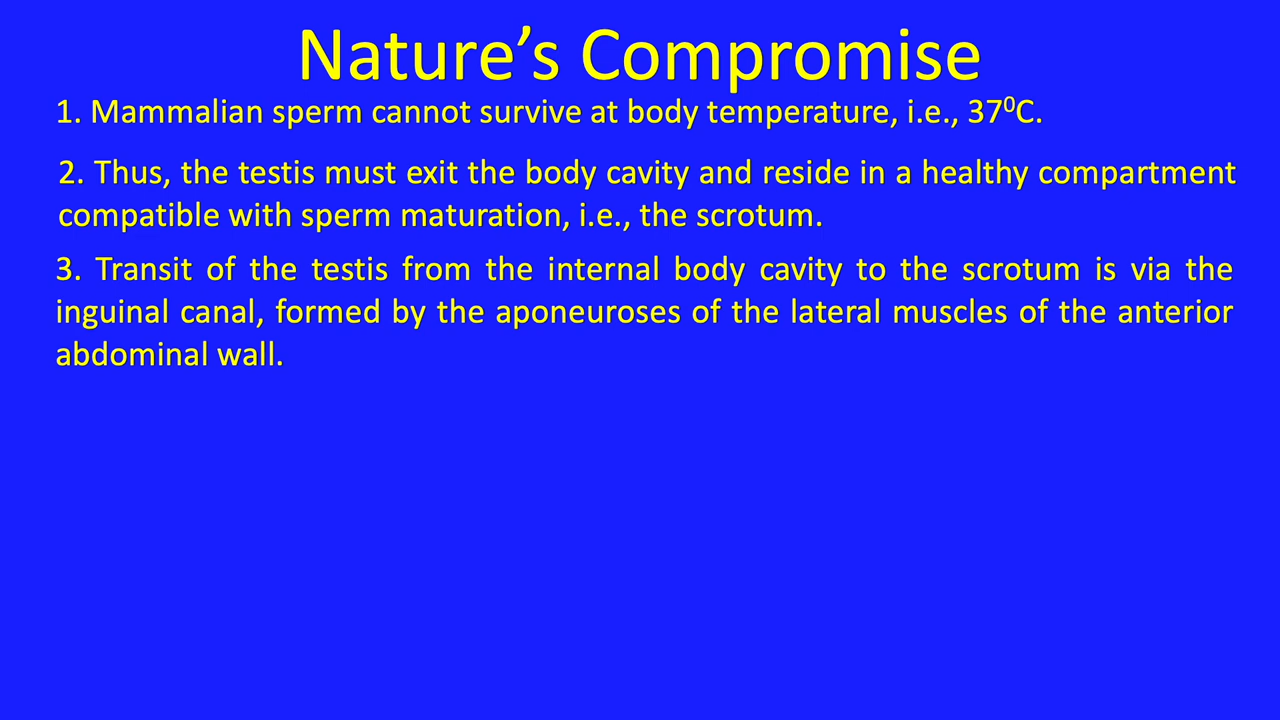 Nature’s Compromise
1. Mammalian sperm cannot survive at body temperature, i.e., 37⁰C.
2. Thus, the testis must exit the body cavity and reside in a healthy compartment
compatible with sperm maturation, i.e., the scrotum.
3. Transit of the testis from the internal body cavity to the scrotum is via the
inguinal canal, formed by the aponeuroses of the lateral muscles of the anterior
abdominal wall.